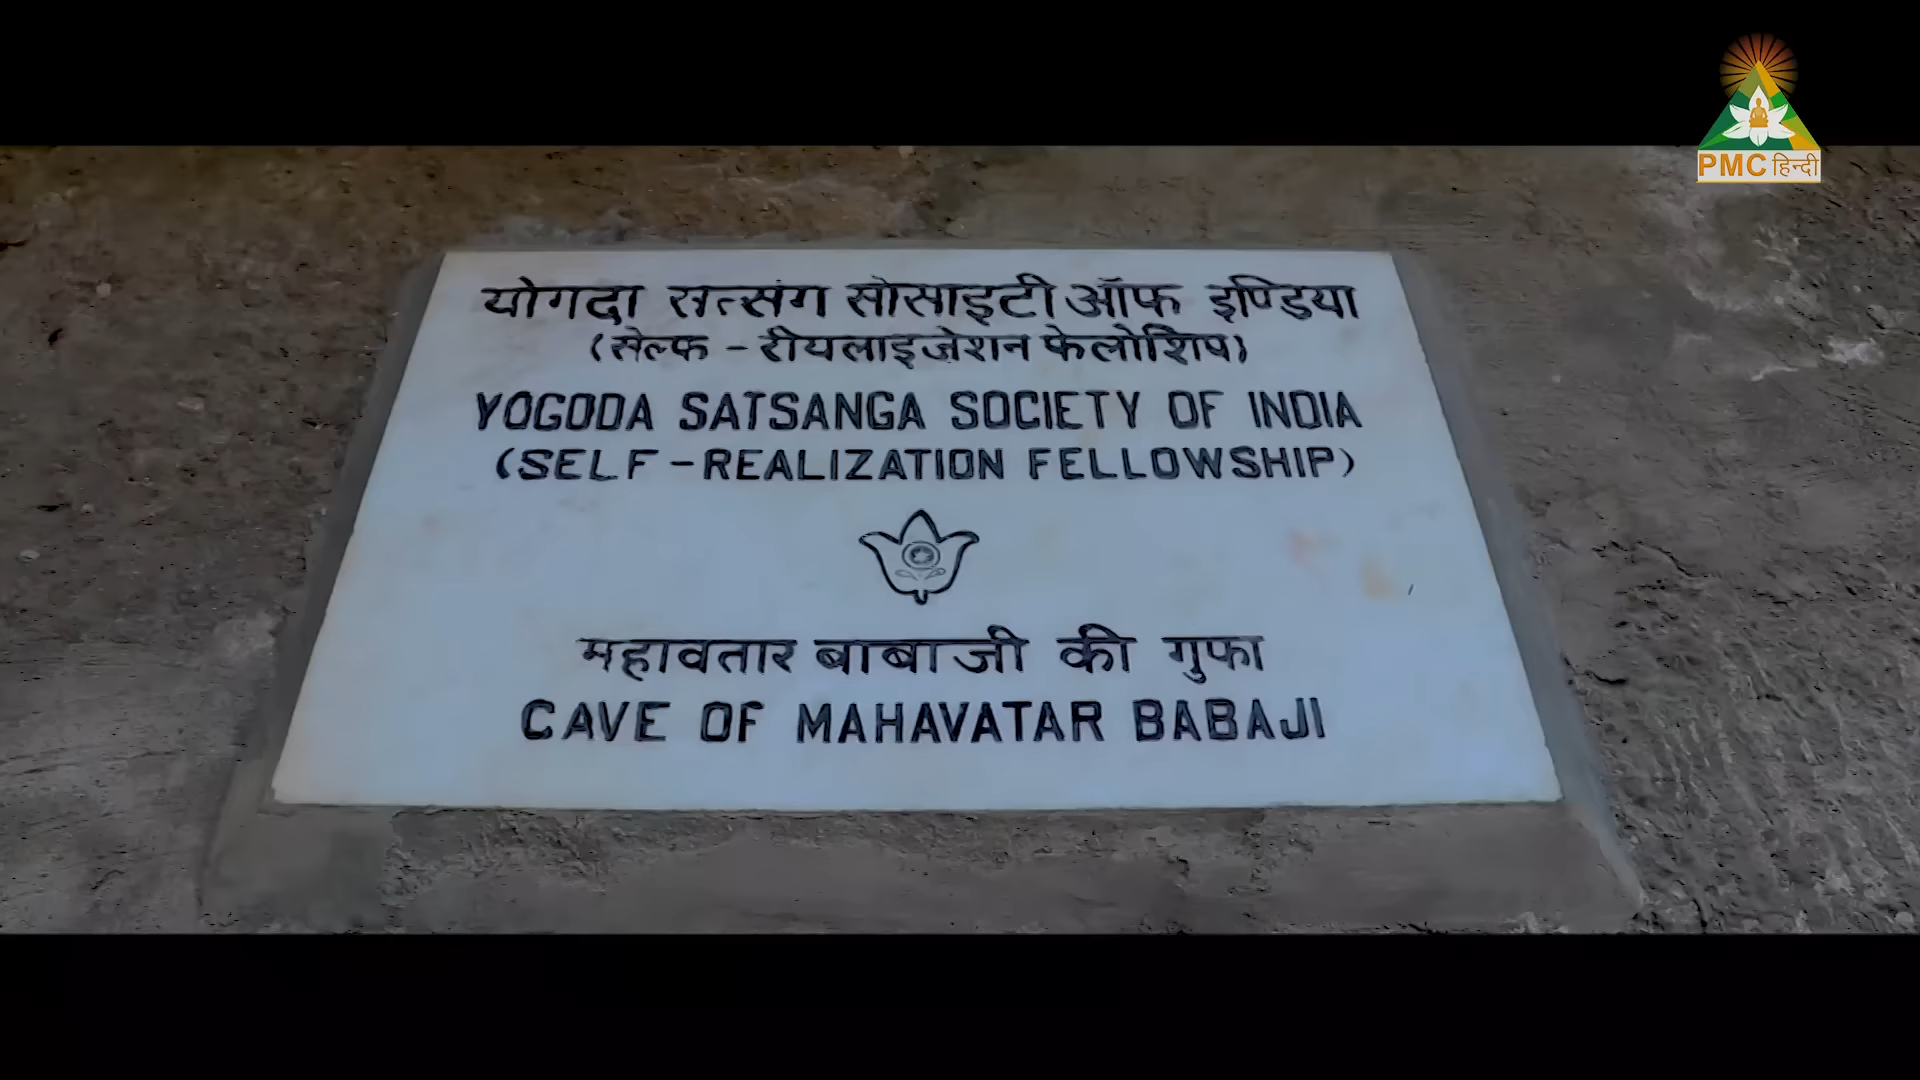 PMC हिन्दी
योगदा सत्संग सोसाइटी ऑफ इण्डिया
(सेल्फ - रीयलाइजेशन फेलोशिप)
YOGODA SATSANGA SOCIETY OF INDIA
(SELF-REALIZATION FELLOWSHIP)
महावतार बाबाजी की गुफा
CAVE OF MAHAVATAR BABAJI